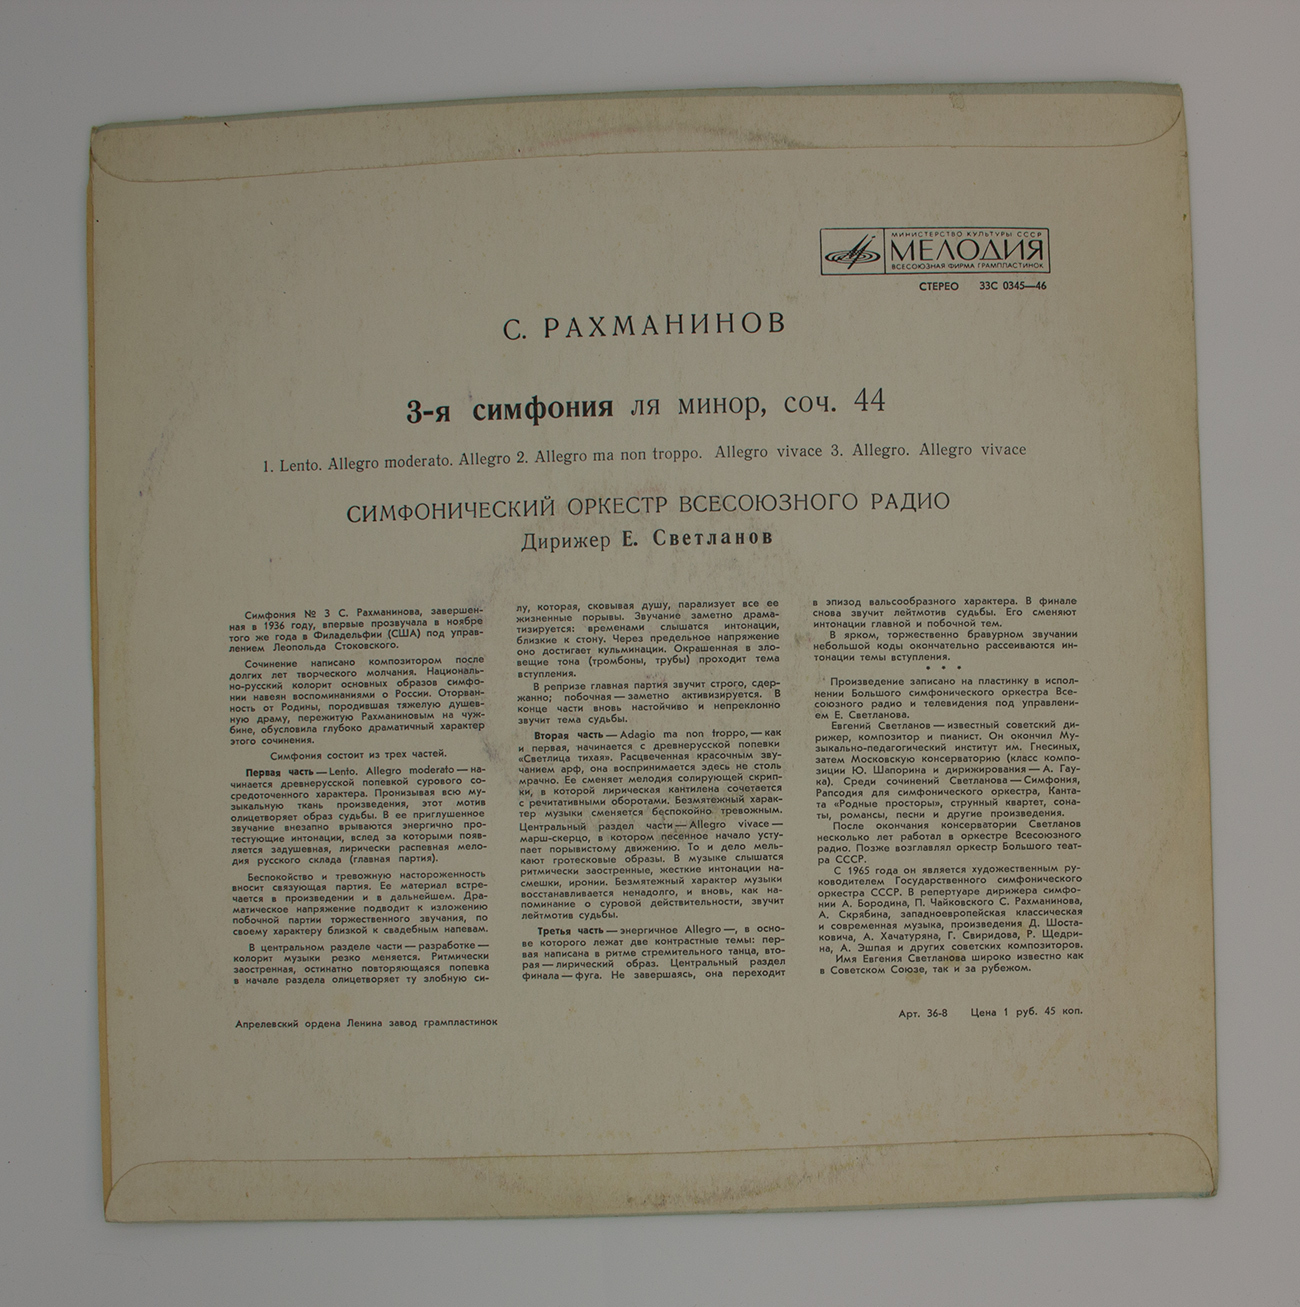 МИНИСТЕРСТВО КУЛЬТУРЫ СССР
МЕЛОДИЯ
ВСЕСОЮЗНАЯ ФИРМА ГРАМПЛАСТИНОК
СТЕРЕО 33С 0345—46
С. РАХМАНИНОВ
3-я симфония ля минор, соч. 44
1. Lento. Allegro moderato. Allegro 2. Allegro ma non troppo. Allegro vivace 3. Allegro. Allegro vivace
СИМФОНИЧЕСКИЙ ОРКЕСТР ВСЕСОЮЗНОГО РАДИО
Дирижер Е. Светланов
Симфония № 3 С. Рахманинова, завершен-
ная в 1936 году, впервые прозвучала в ноябре
того же года в Филадельфии (США) под управ-
лением Леопольда Стоковского.
Сочинение написано композитором после
долгих лет творческого молчания. Националь-
но-русский колорит основных образов симфо-
нии навеян воспоминаниями о России. Оторван-
ность от Родины, породившая тяжелую душев-
ную драму, пережитую Рахманиновым на чуж-
бине, обусловила глубоко драматичный характер
этого сочинения.
Симфония состоит из трех частей.
Первая часть — Lento. Allegro moderato — на-
чинается древнерусской попевкой сурового со-
средоточенного характера. Пронизывая всю му-
зыкальную ткань произведения, этот мотив
олицетворяет образ судьбы. В ее приглушенное
звучание внезапно врываются энергично про-
тестующие интонации, вслед за которыми появ-
ляется задушевная, лирически распевная мело-
дия русского склада (главная партия).
Беспокойство и тревожную настороженность
вносит связующая партия. Ее материал встре-
чается в произведении и в дальнейшем. Дра-
матическое напряжение подводит к изложению
побочной партии торжественного звучания, по
своему характеру близкой к свадебным напевам.
В центральном разделе части — разработке —
колорит музыки резко меняется. Ритмически
заостренная, остинатно повторяющаяся попевка
в начале раздела олицетворяет ту злобную си-
лу, которая, сковывая душу, парализует все ее
жизненные порывы. Звучание заметно драма-
тизируется: временами слышатся интонации,
близкие к стону. Через предельное напряжение
оно достигает кульминации. Окрашенная в зло-
вещие тона (тромбоны, трубы) проходит тема
вступления.
В репризе главная партия звучит строго, сдер-
жанно; побочная — заметно активизируется. В
конце части вновь настойчиво и непреклонно
звучит тема судьбы.
Вторая часть — Adagio ma non troppo, — как
и первая, начинается с древнерусской попевки
«Светлица тихая». Расцвеченная красочным зву-
чанием арф, она воспринимается здесь не столь
мрачно. Ее сменяет мелодия солирующей скрип-
ки, в которой лирическая кантилена сочетается
с речитативными оборотами. Безмятежный харак-
тер музыки сменяется беспокойно тревожным.
Центральный раздел части — Allegro vivace —
марш-скерцо, в котором песенное начало усту-
пает порывистому движению. То и дело мель-
кают гротесковые образы. В музыке слышатся
ритмически заостренные, жесткие интонации на-
смешки, иронии. Безмятежный характер музыки
восстанавливается ненадолго, и вновь, как на-
поминание о суровой действительности, звучит
лейтмотив судьбы.
Третья часть — энергичное Allegro —, в осно-
ве которого лежат две контрастные темы: пер-
вая написана в ритме стремительного танца, вто-
рая — лирический образ. Центральный раздел
финала — фуга. Не завершаясь, она переходит
в эпизод вальсообразного характера. В финале
снова звучит лейтмотив судьбы. Его сменяют
интонации главной и побочной тем.
В ярком, торжественно бравурном звучании
небольшой коды окончательно рассеиваются ин-
тонации темы вступления.
* * *
Произведение записано на пластинку в испол-
нении Большого симфонического оркестра Все-
союзного радио и телевидения под управлени-
ем Е. Светланова.
Евгений Светланов — известный советский ди-
рижер, композитор и пианист. Он окончил Му-
зыкально-педагогический институт им. Гнесиных,
затем Московскую консерваторию (класс компо-
зиции Ю. Шапорина и дирижирования — А. Гау-
ка). Среди сочинений Светланова — Симфония,
Рапсодия для симфонического оркестра, Канта-
та «Родные просторы», струнный квартет, сона-
ты, романсы, песни и другие произведения.
После окончания консерватории Светланов
несколько лет работал в оркестре Всесоюзного
радио. Позже возглавлял оркестр Большого теат-
ра СССР.
С 1965 года он является художественным ру-
ководителем Государственного симфонического
оркестра СССР. В репертуаре дирижера симфо-
нии А. Бородина, П. Чайковского С. Рахманинова,
А. Скрябина, западноевропейская классическая
и современная музыка, произведения Д. Шоста-
ковича, А. Хачатуряна, Г. Свиридова, Р. Щедри-
на, А. Эшпая и других советских композиторов.
Имя Евгения Светланова широко известно как
в Советском Союзе, так и за рубежом.
Апрелевский ордена Ленина завод грампластинок
Арт. 36-8 Цена 1 руб. 45 коп.